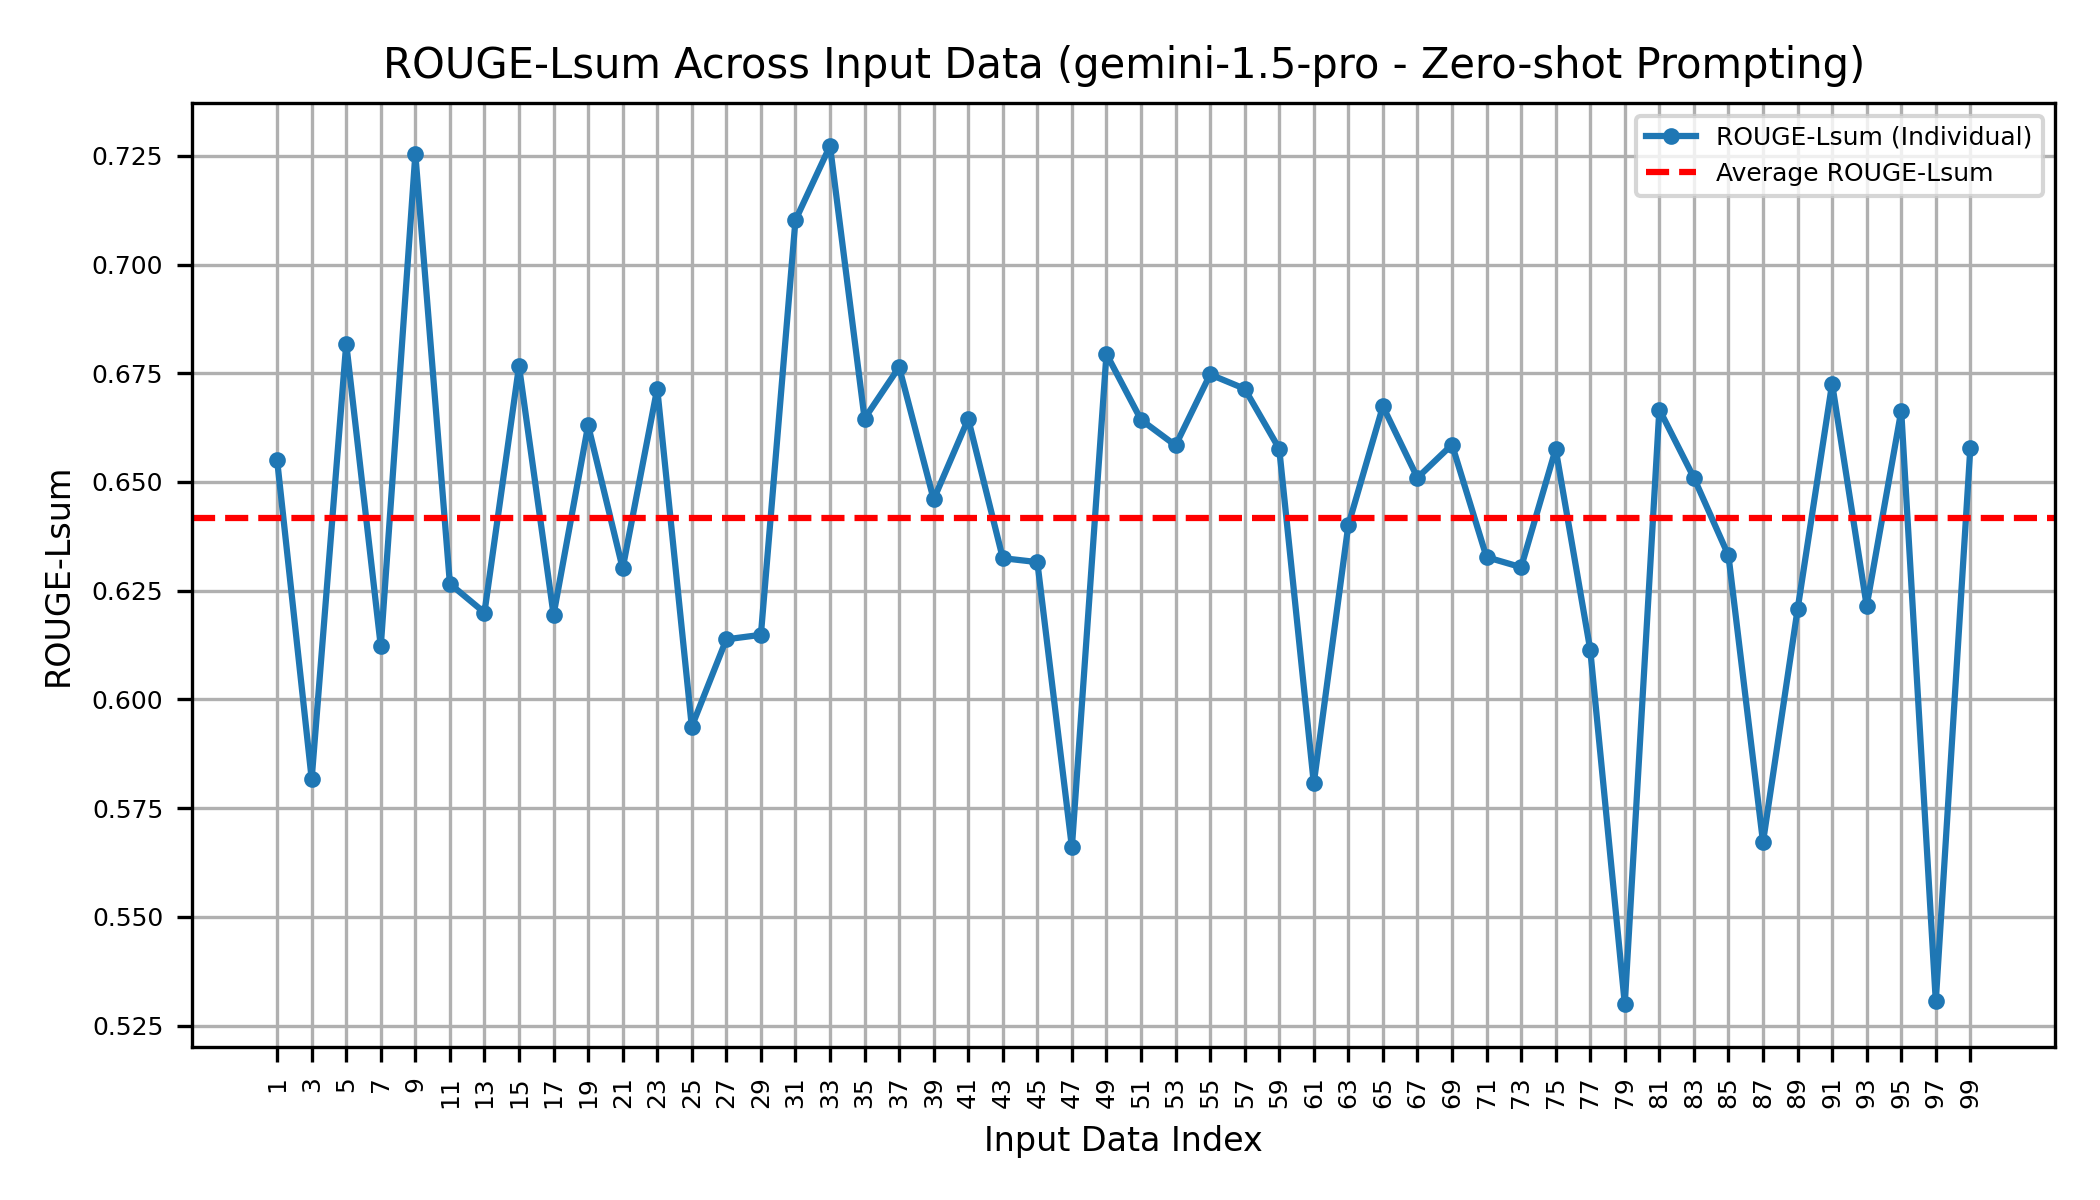 ROUGE-Lsum Across Input Data (gemini-1.5-pro - Zero-shot Prompting)
ROUGE-Lsum (Individual)
Average ROUGE-Lsum
ROUGE-Lsum
0.725
0.700
0.675
0.650
0.625
0.600
0.575
0.550
0.525
1 3 5 7 9 11 13 15 17 19 21 23 25 27 29 31 33 35 37 39 41 43 45 47 49 51 53 55 57 59 61 63 65 67 69 71 73 75 77 79 81 83 85 87 89 91 93 95 97 99
Input Data Index